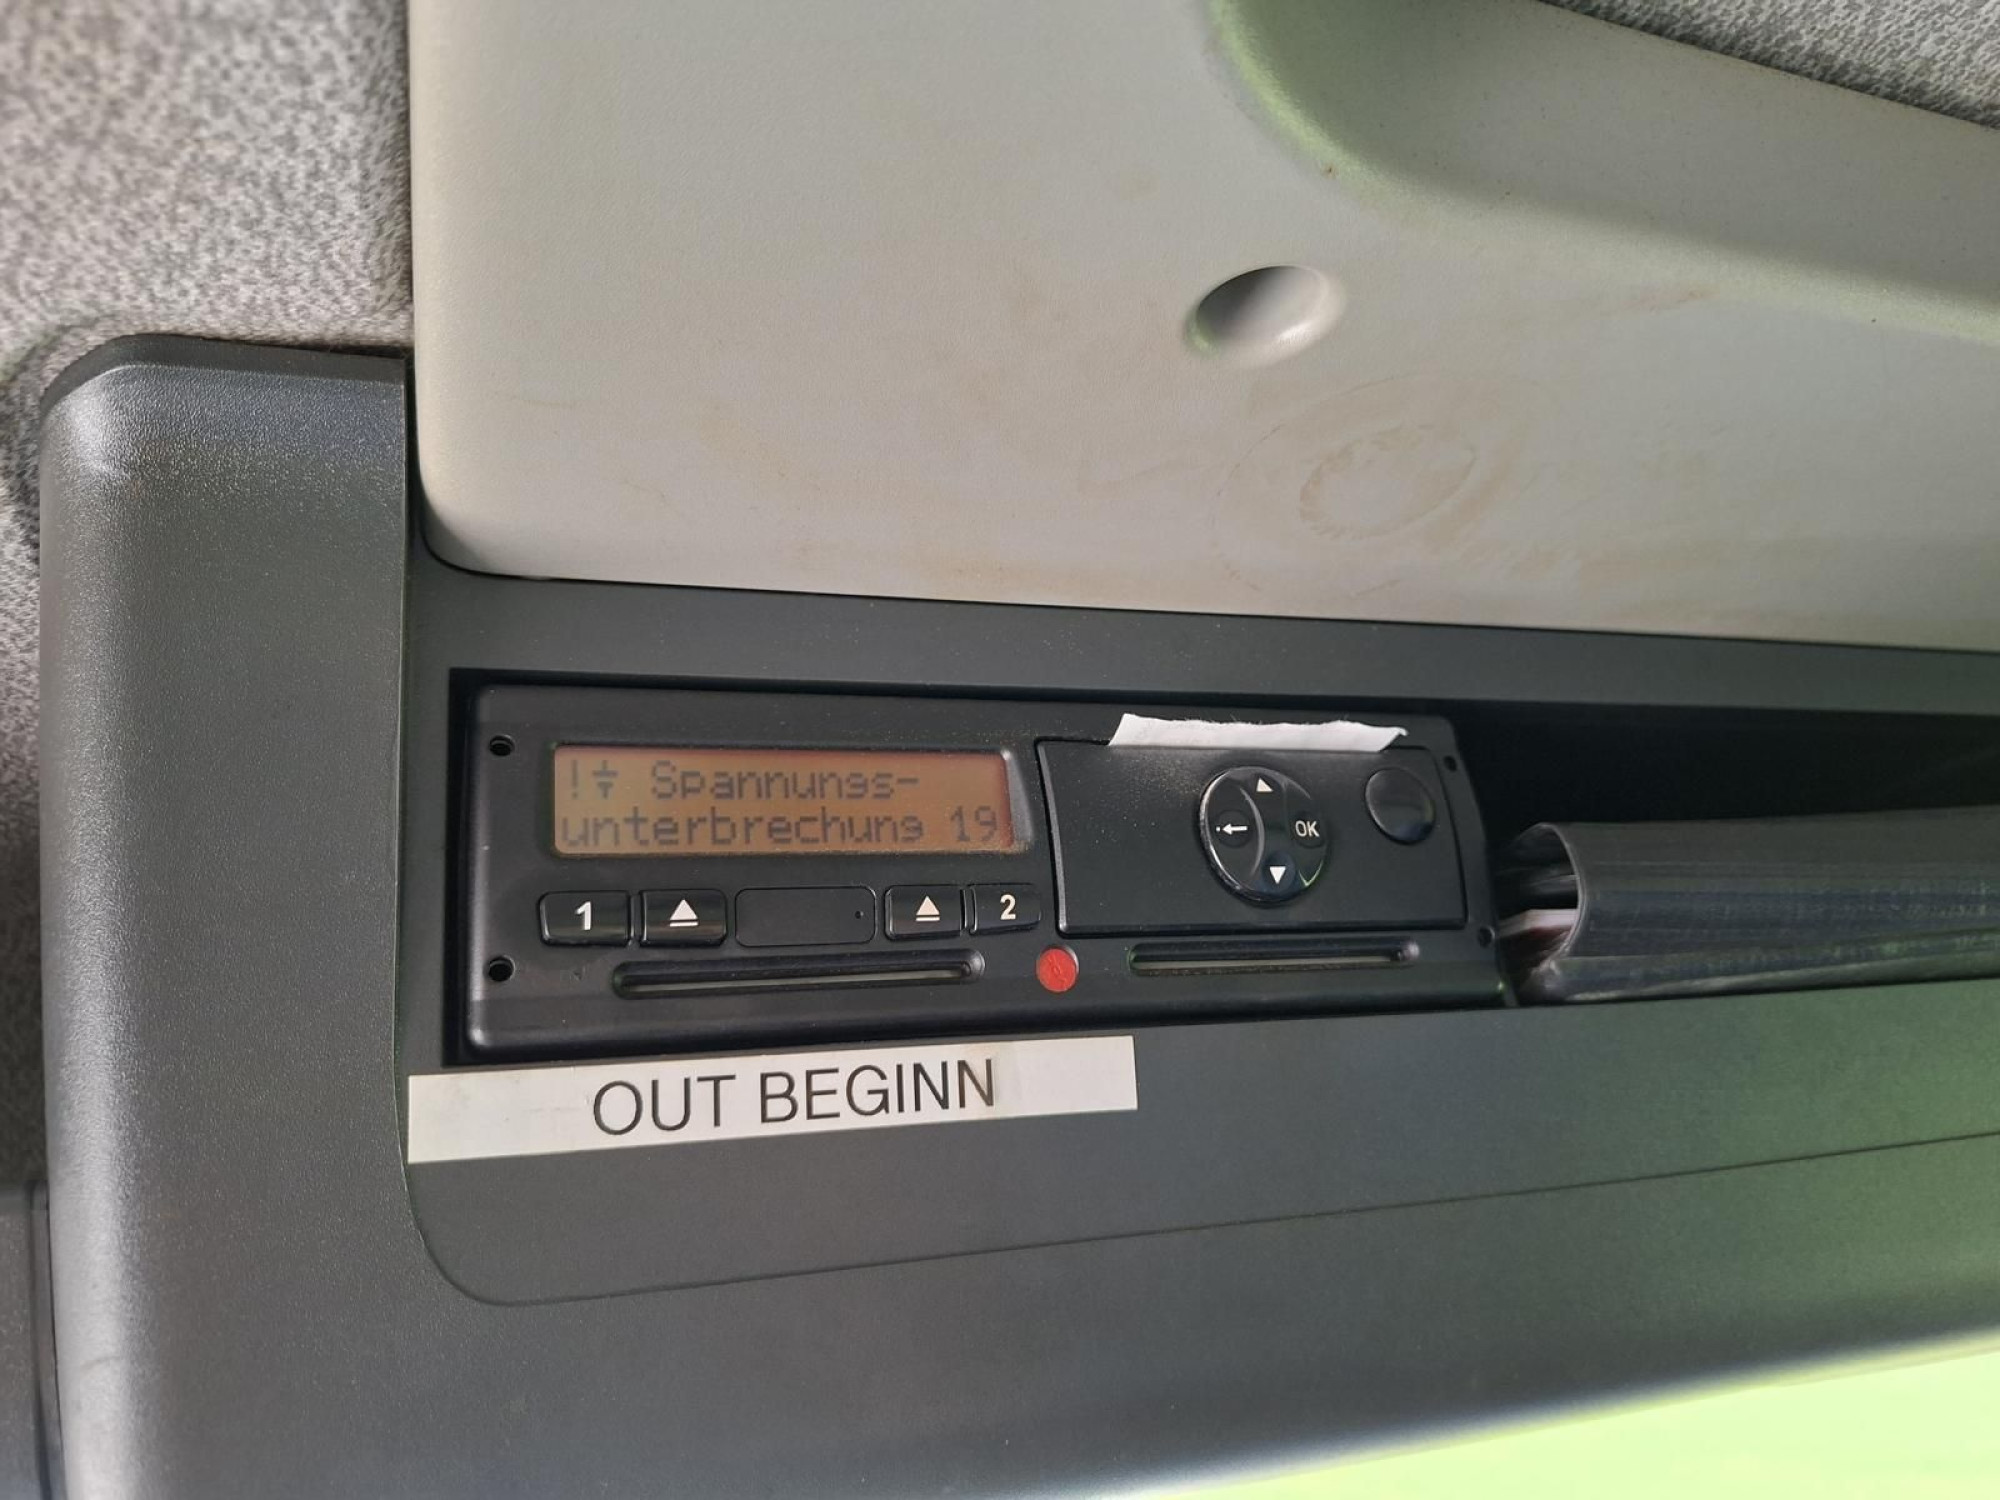 ! Spannungs-
unterbrechung 19
OK
1 2
OUT BEGINN